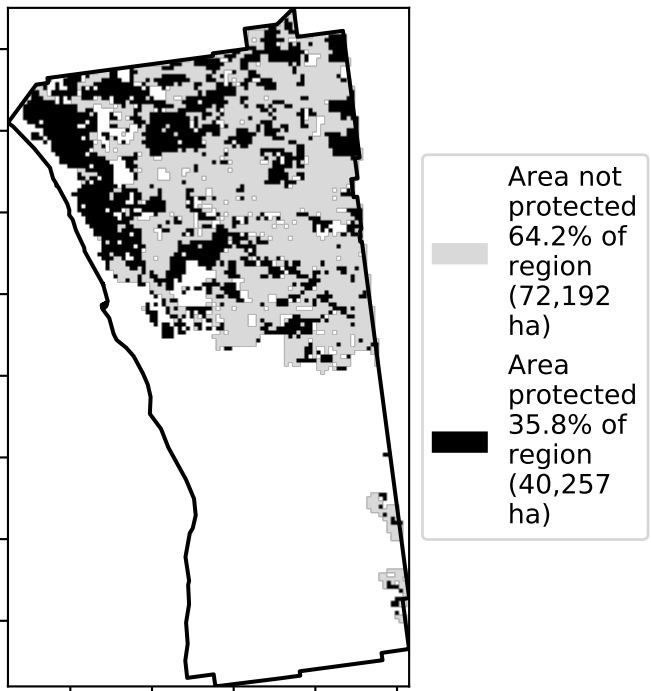 Area not
protected
64.2% of
region
(72,192
ha)
Area
protected
35.8% of
region
(40,257
ha)